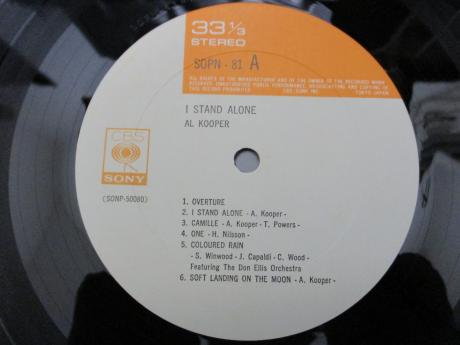 33 1/3
STEREO
SOPN - 81 A
ALL RIGHTS OF THE MANUFACTURER AND OF THE OWNER OF THE RECORDED WORK
RESERVED UNAUTHORIZED PUBLIC PERFORMANCE BROADCASTING AND COPYING OF
THIS RECORD PROHIBITED CBS/SONY INC. TOKYO JAPAN
I STAND ALONE
AL KOOPER
CBS
SONY
(SONP-50080)
1. OVERTURE
2. I STAND ALONE - A. Kooper -
3. CAMILLE - A. Kooper - T. Powers -
4. ONE - H. Nilsson -
5. COLOURED RAIN
- S. Winwood - J. Capaldi - C. Wood -
Featuring The Don Ellis Orchestra
6. SOFT LANDING ON THE MOON - A. Kooper -